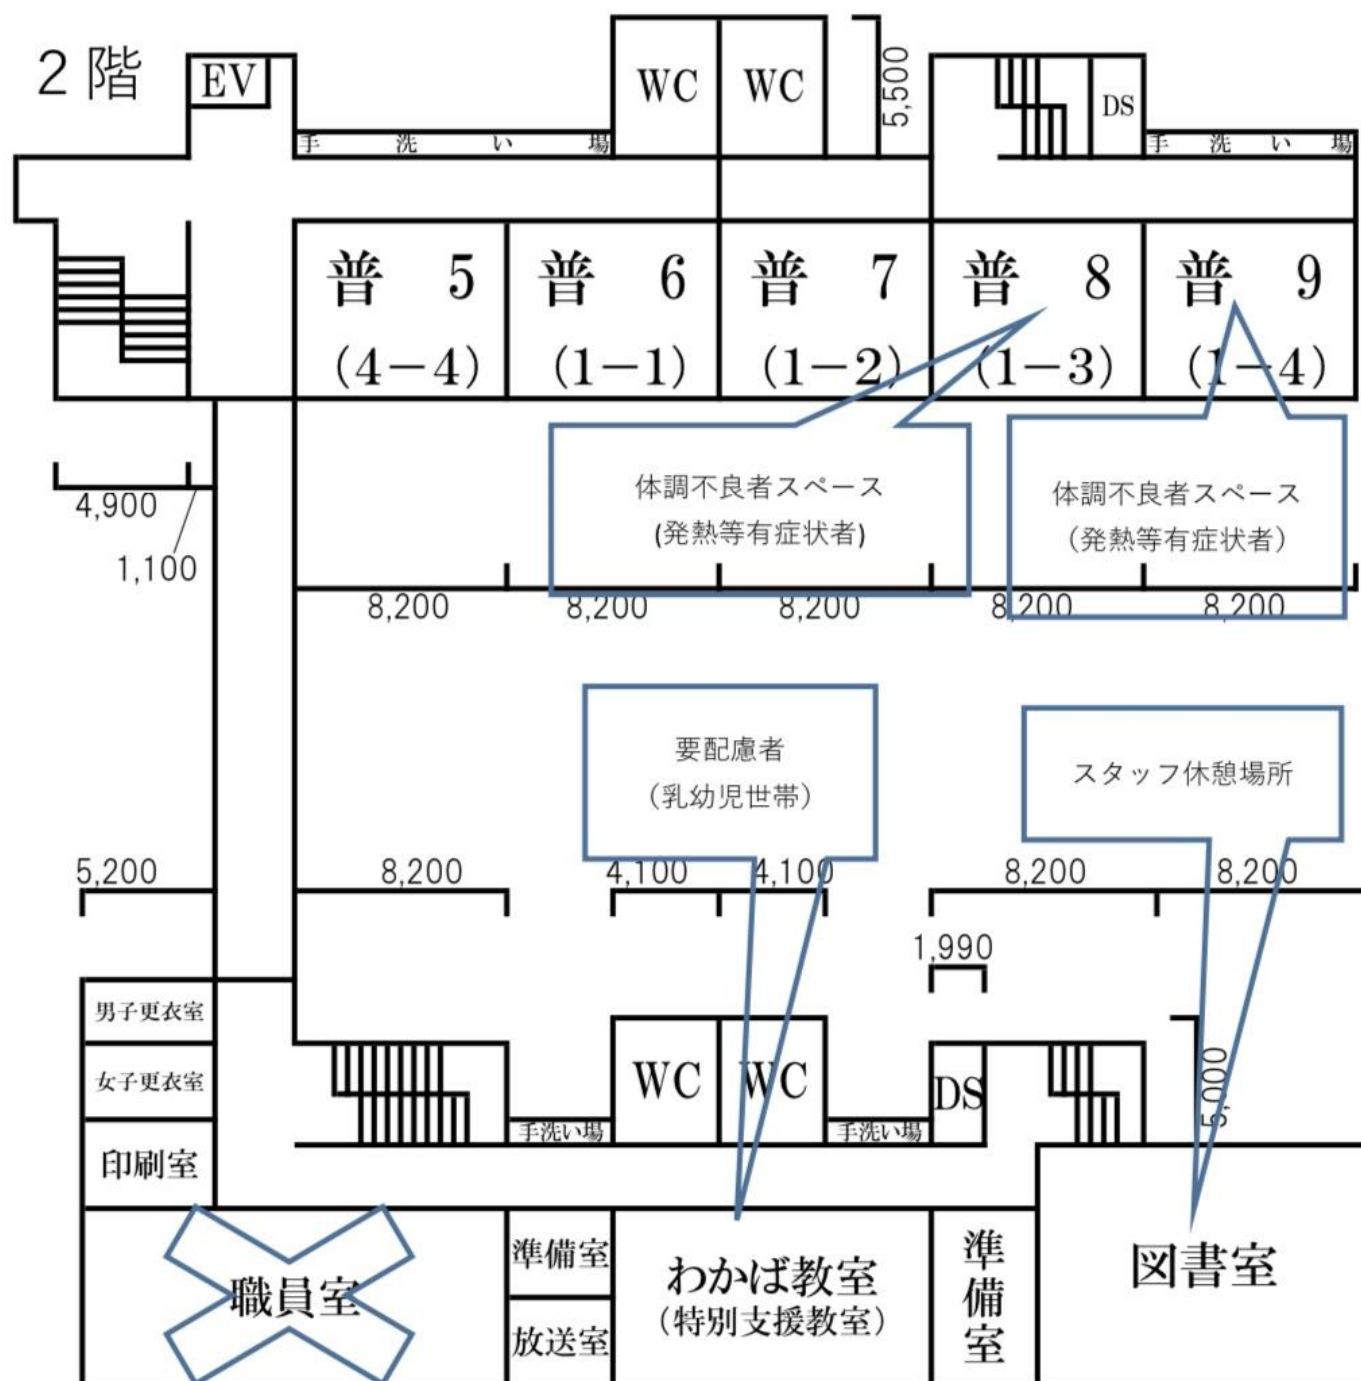 2階
EV
WC
WC
5,500
DS
手洗い場
手洗い場
普 5
(4−4)
普 6
(1−1)
普 7
(1−2)
普 8
(1−3)
普 9
(1−4)
体調不良者スペース
(発熱等有症状者)
体調不良者スペース
（発熱等有症状者）
4,900
1,100
8,200
8,200
8,200
8,200
8,200
要配慮者
（乳幼児世帯）
スタッフ休憩場所
5,200
8,200
4,100
4,100
8,200
8,200
1,990
男子更衣室
女子更衣室
印刷室
WC
WC
DS
5,000
手洗い場
手洗い場
職員室
準備室
放送室
わかば教室
（特別支援教室）
準備室
図書室